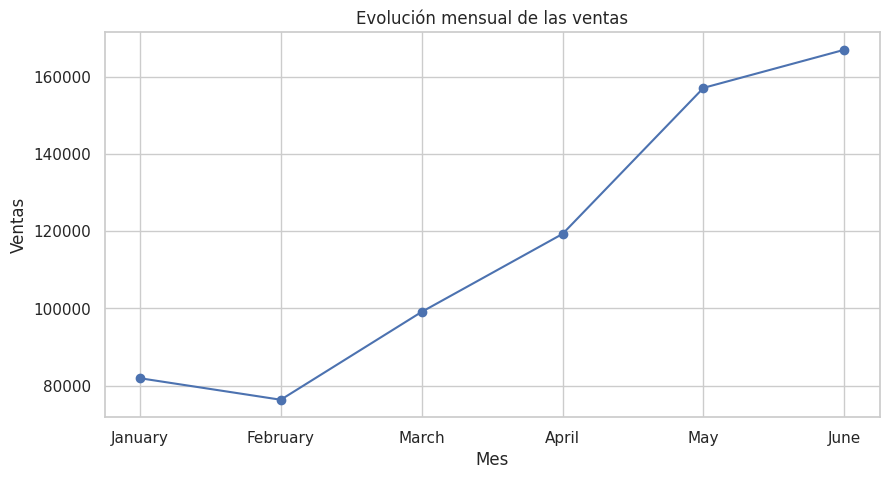 Evolución mensual de las ventas
160000
140000
120000
100000
80000
Ventas
January February March April May June
Mes